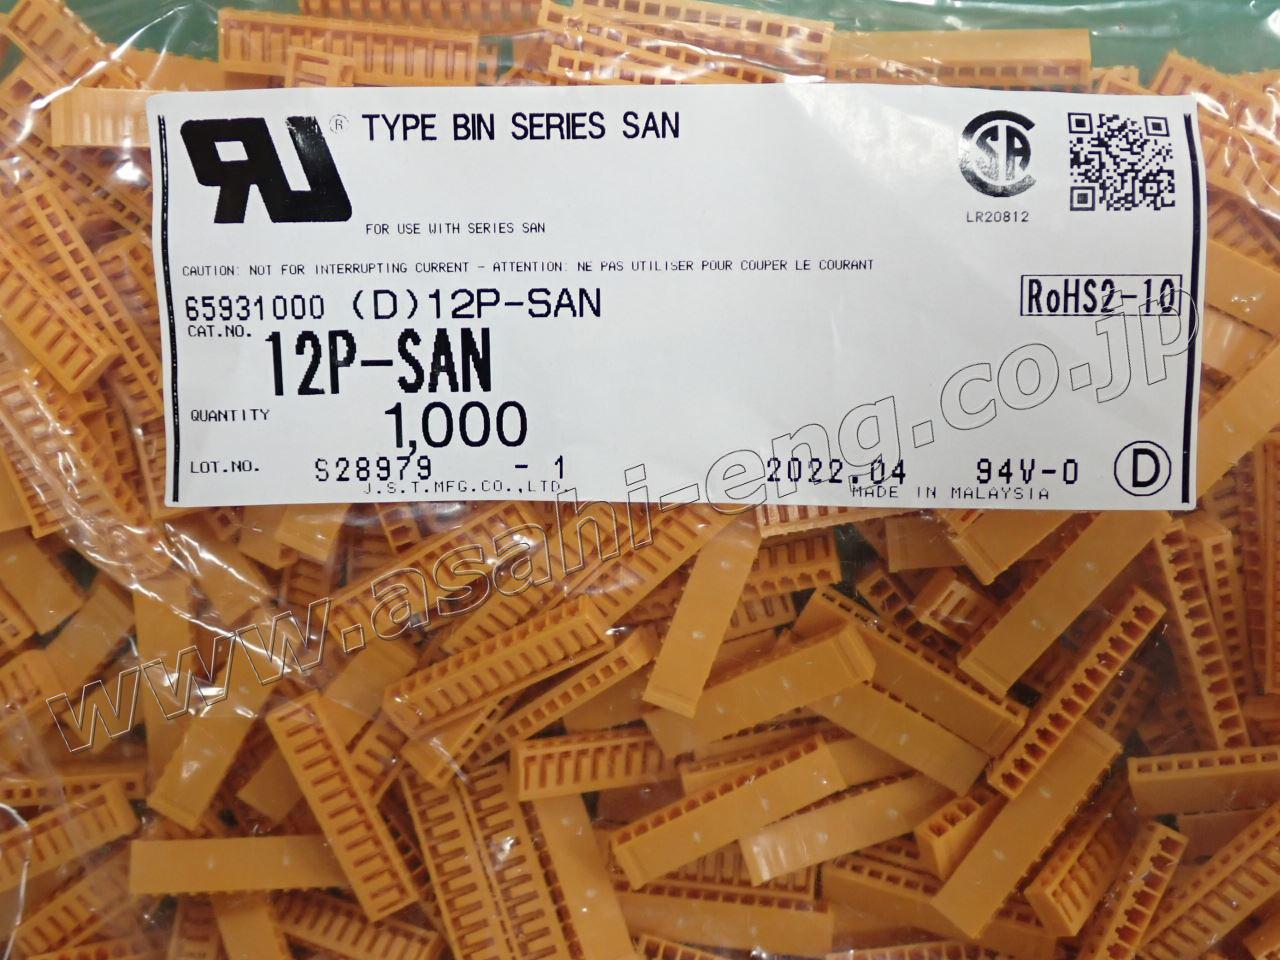 RU ® TYPE BIN SERIES SAN
SA
LR20812
FOR USE WITH SERIES SAN
CAUTION: NOT FOR INTERRUPTING CURRENT - ATTENTION: NE PAS UTILISER POUR COUPER LE COURANT
65931000 (D)12P-SAN
RoHS2-10
CAT.NO.
12P-SAN
QUANTITY 1,000
LOT.NO. S28979 - 1 2022.04 94V-0 D
J.S.T.MFG.CO.,LTD. MADE IN MALAYSIA
www.asahi-eng.co.jp